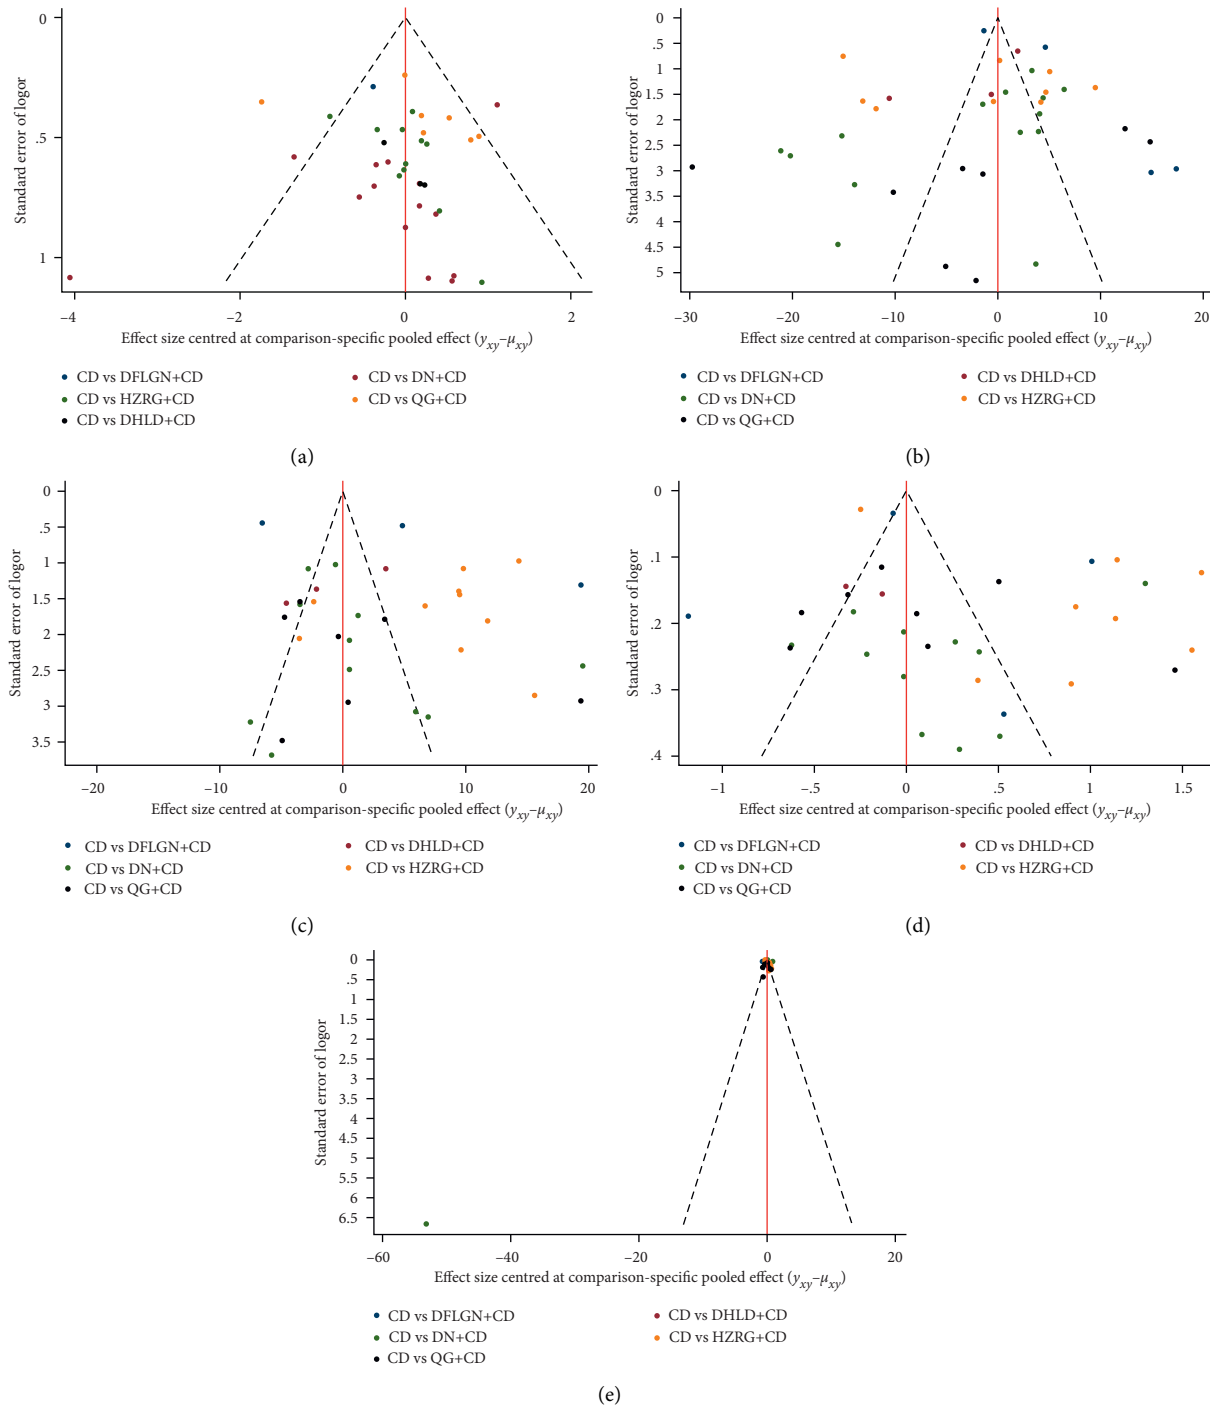 0
.5
1
Standard error of logor
−4
−2
0
2
Effect size centred at comparison-specific pooled effect (yxy–μxy)
CD vs DFLGN+CD
CD vs DN+CD
CD vs HZRG+CD
CD vs QG+CD
CD vs DHLD+CD
(a)
0
.5
1
1.5
2
2.5
3
3.5
4
4.5
5
Standard error of logor
−30
−20
−10
0
10
20
Effect size centred at comparison-specific pooled effect (yxy–μxy)
CD vs DFLGN+CD
CD vs DHLD+CD
CD vs DN+CD
CD vs HZRG+CD
CD vs QG+CD
(b)
0
.5
1
1.5
2
2.5
3
3.5
Standard error of logor
−20
−10
0
10
20
Effect size centred at comparison-specific pooled effect (yxy–μxy)
CD vs DFLGN+CD
CD vs DHLD+CD
CD vs DN+CD
CD vs HZRG+CD
CD vs QG+CD
(c)
0
.1
.2
.3
.4
Standard error of logor
−1
−.5
0
.5
1
1.5
Effect size centred at comparison-specific pooled effect (yxy–μxy)
CD vs DFLGN+CD
CD vs DHLD+CD
CD vs DN+CD
CD vs HZRG+CD
CD vs QG+CD
(d)
0
.5
1
1.5
2
2.5
3
3.5
4
4.5
5
5.5
6
6.5
Standard error of logor
−60
−40
−20
0
20
Effect size centred at comparison-specific pooled effect (yxy–μxy)
CD vs DFLGN+CD
CD vs DHLD+CD
CD vs DN+CD
CD vs HZRG+CD
CD vs QG+CD
(e)